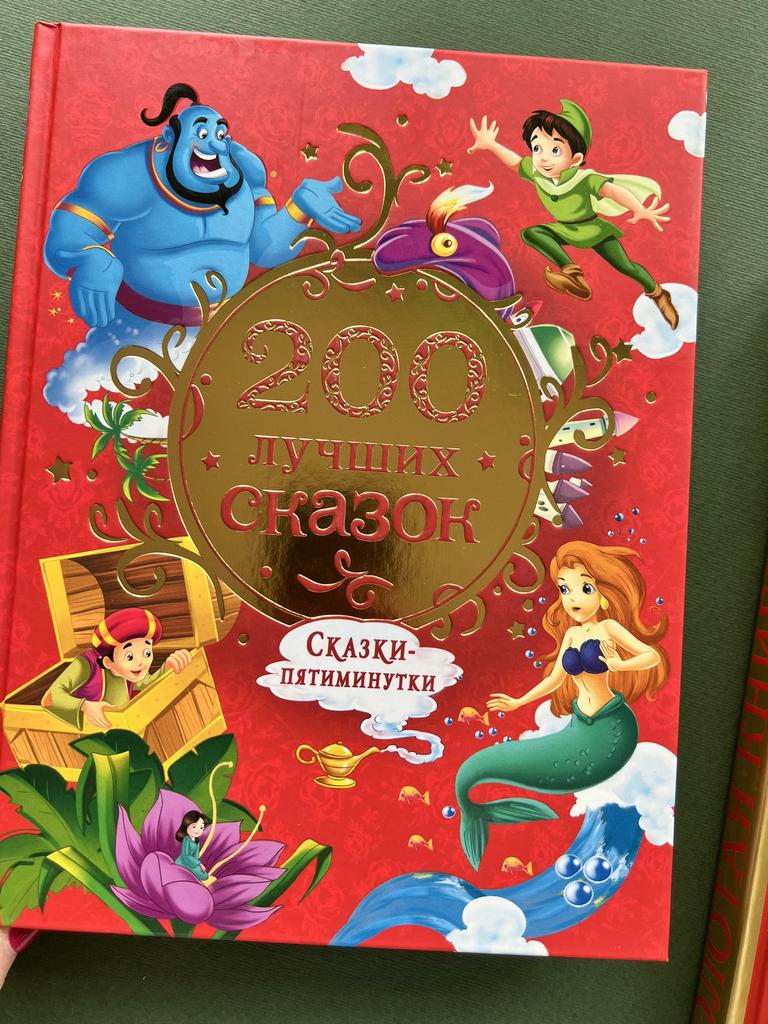 200
лучших
сказок
Сказки-
пятиминутки